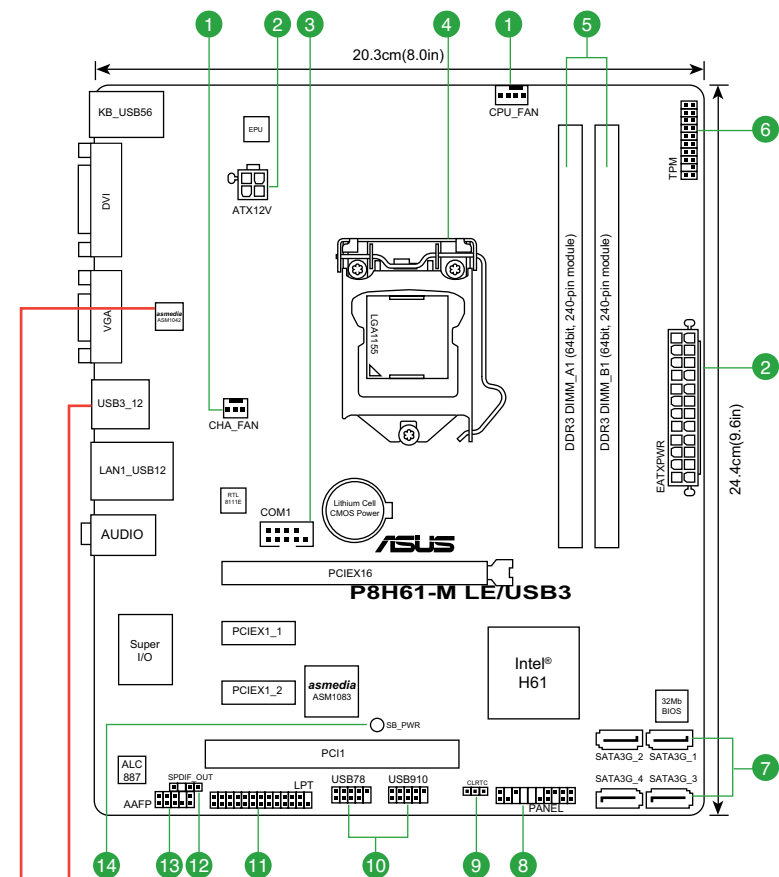 1 2 3 4 1 5
20.3cm(8.0in)
KB_USB56
EPU
CPU_FAN
6
TPM
DVI
ATX12V
VGA
asmedia
ASM1042
LGA1155
DDR3 DIMM_A1 (64bit, 240-pin module)
DDR3 DIMM_B1 (64bit, 240-pin module)
2
USB3_12
1
CHA_FAN
EATXPWR
24.4cm(9.6in)
LAN1_USB12
RTL
8111E
Lithium Cell
CMOS Power
COM1
AUDIO
ASUS
PCIEX16
P8H61-M LE/USB3
PCIEX1_1
Super
I/O
Intel®
H61
PCIEX1_2
asmedia
ASM1083
32Mb
BIOS
SB_PWR
PCI1
SATA3G_2 SATA3G_1
7
ALC
887
SPDIF_OUT
LPT
USB78 USB910
CLRTC
SATA3G_4 SATA3G_3
AAFP
PANEL
14 13 12 11 10 9 8